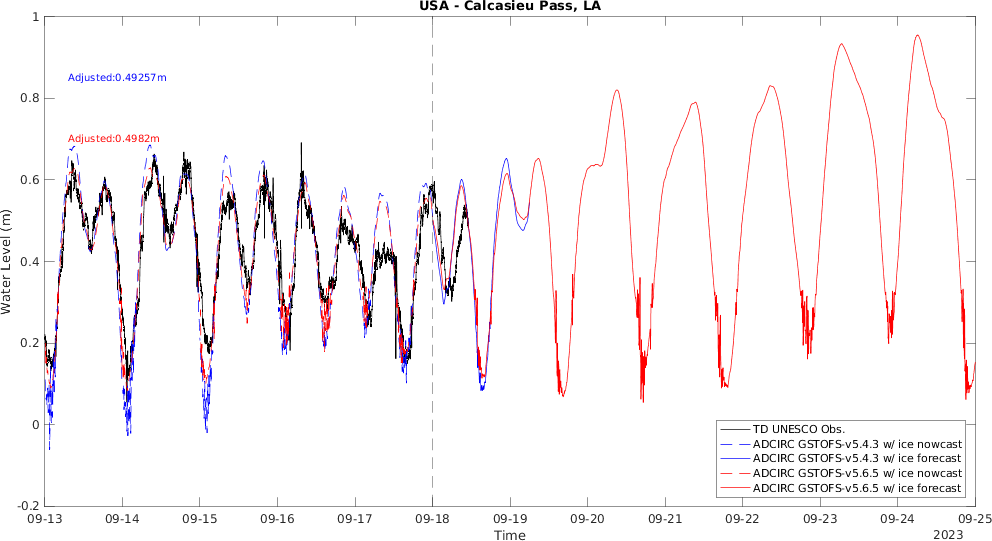 USA - Calcasieu Pass, LA
1
0.8
0.6
0.4
0.2
0
-0.2
Water Level (m)
Adjusted:0.49257m
Adjusted:0.4982m
TD UNESCO Obs.
ADCIRC GSTOFS-v5.4.3 w/ ice nowcast
ADCIRC GSTOFS-v5.4.3 w/ ice forecast
ADCIRC GSTOFS-v5.6.5 w/ ice nowcast
ADCIRC GSTOFS-v5.6.5 w/ ice forecast
09-13 09-14 09-15 09-16 09-17 09-18 09-19 09-20 09-21 09-22 09-23 09-24 09-25
Time
2023